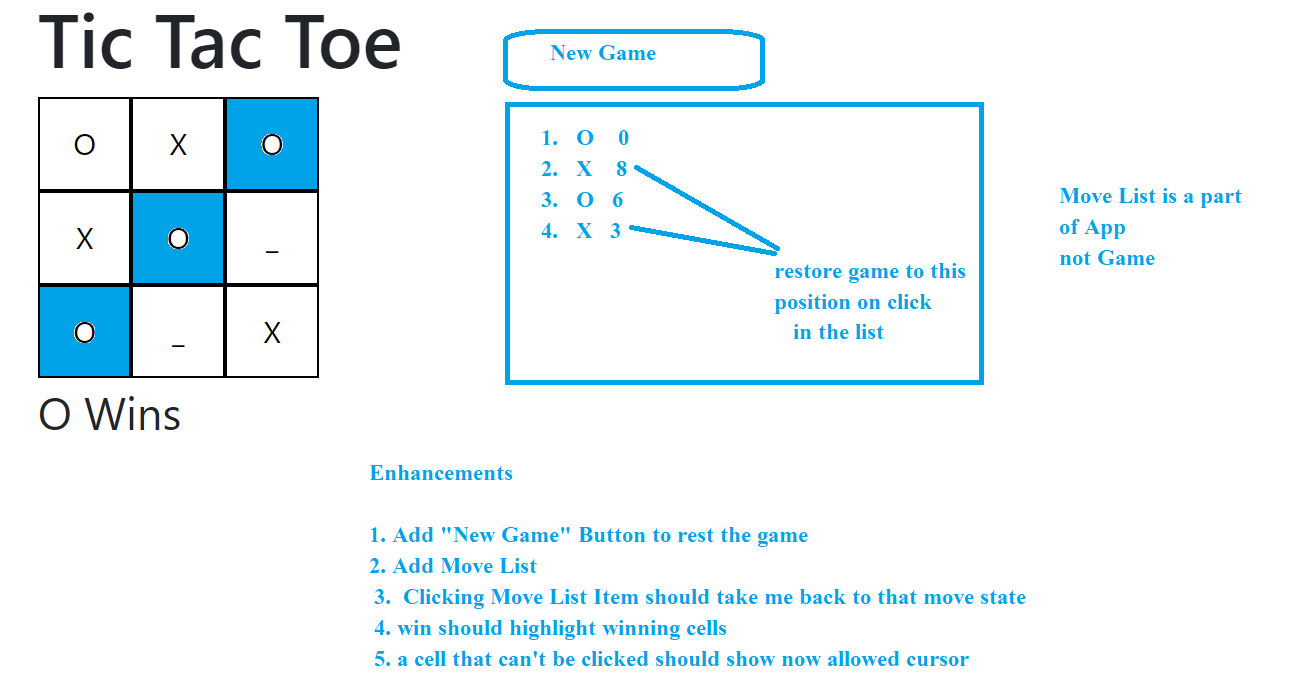 Tic Tac Toe
New Game
O X O
X O _
O _ X
O Wins
1. O 0
2. X 8
3. O 6
4. X 3
restore game to this
position on click
in the list
Move List is a part
of App
not Game
Enhancements
1. Add "New Game" Button to rest the game
2. Add Move List
3. Clicking Move List Item should take me back to that move state
4. win should highlight winning cells
5. a cell that can't be clicked should show now allowed cursor